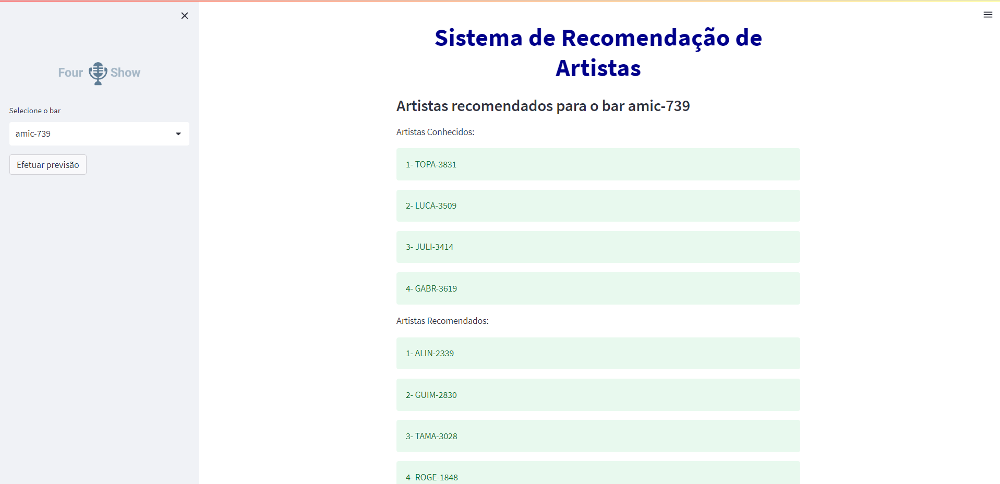 Four Show
Selecione o bar
amic-739
Efetuar previsão
Sistema de Recomendação de
Artistas
Artistas recomendados para o bar amic-739
Artistas Conhecidos:
1- TOPA-3831
2- LUCA-3509
3- JULI-3414
4- GABR-3619
Artistas Recomendados:
1- ALIN-2339
2- GUIM-2830
3- TAMA-3028
4- ROGE-1848